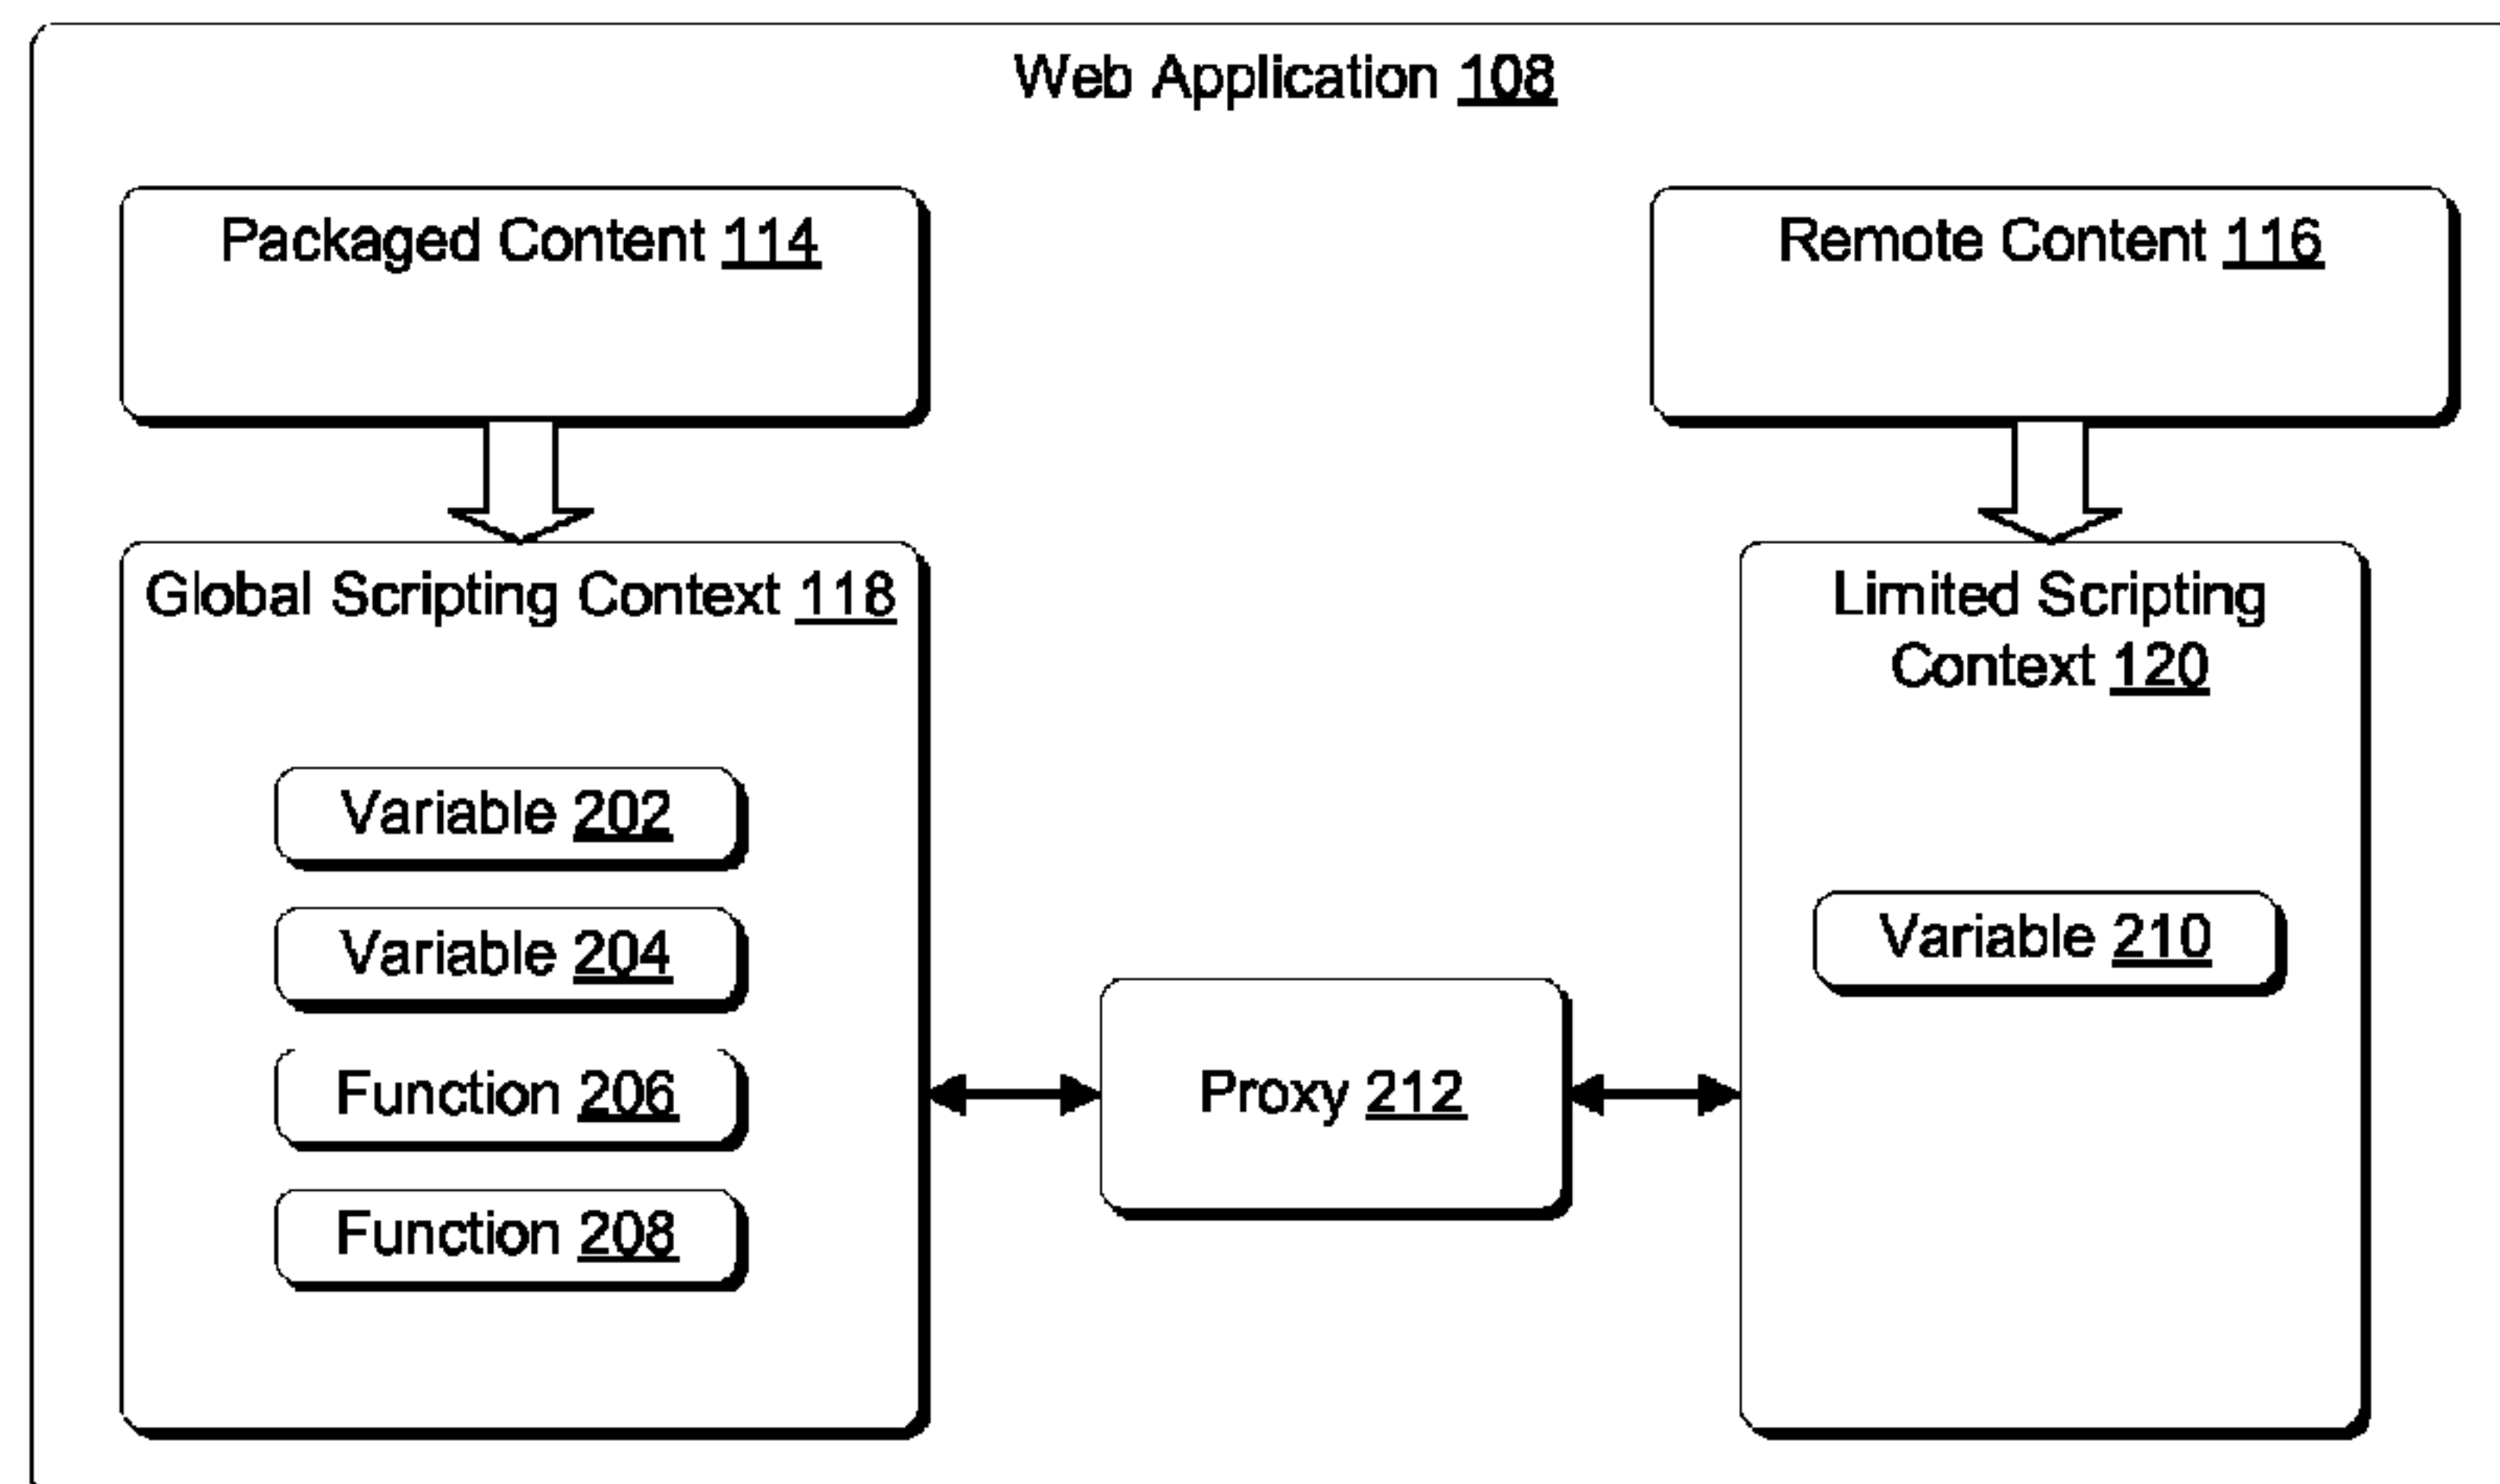 Web Application 108
Packaged Content 114
Remote Content 116
Global Scripting Context 118
Limited Scripting
Context 120
Variable 202
Variable 204
Function 206
Function 208
Proxy 212
Variable 210